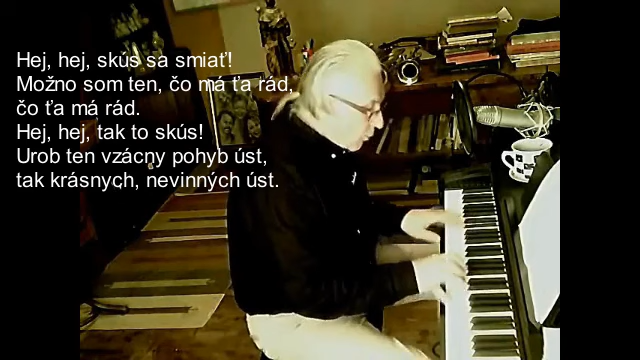 Hej, hej, skús sa smiať!
Možno som ten, čo má ťa rád,
čo ťa má rád.
Hej, hej, tak to skús!
Urob ten vzácny pohyb úst,
tak krásnych, nevinných úst.